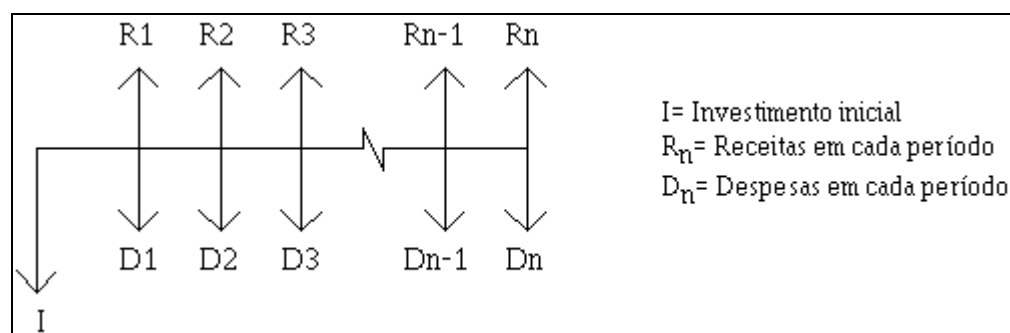 R1 R2 R3 Rn-1 Rn
I= Investimento inicial
Rn= Receitas em cada período
Dn= Despesas em cada período
D1 D2 D3 Dn-1 Dn
I